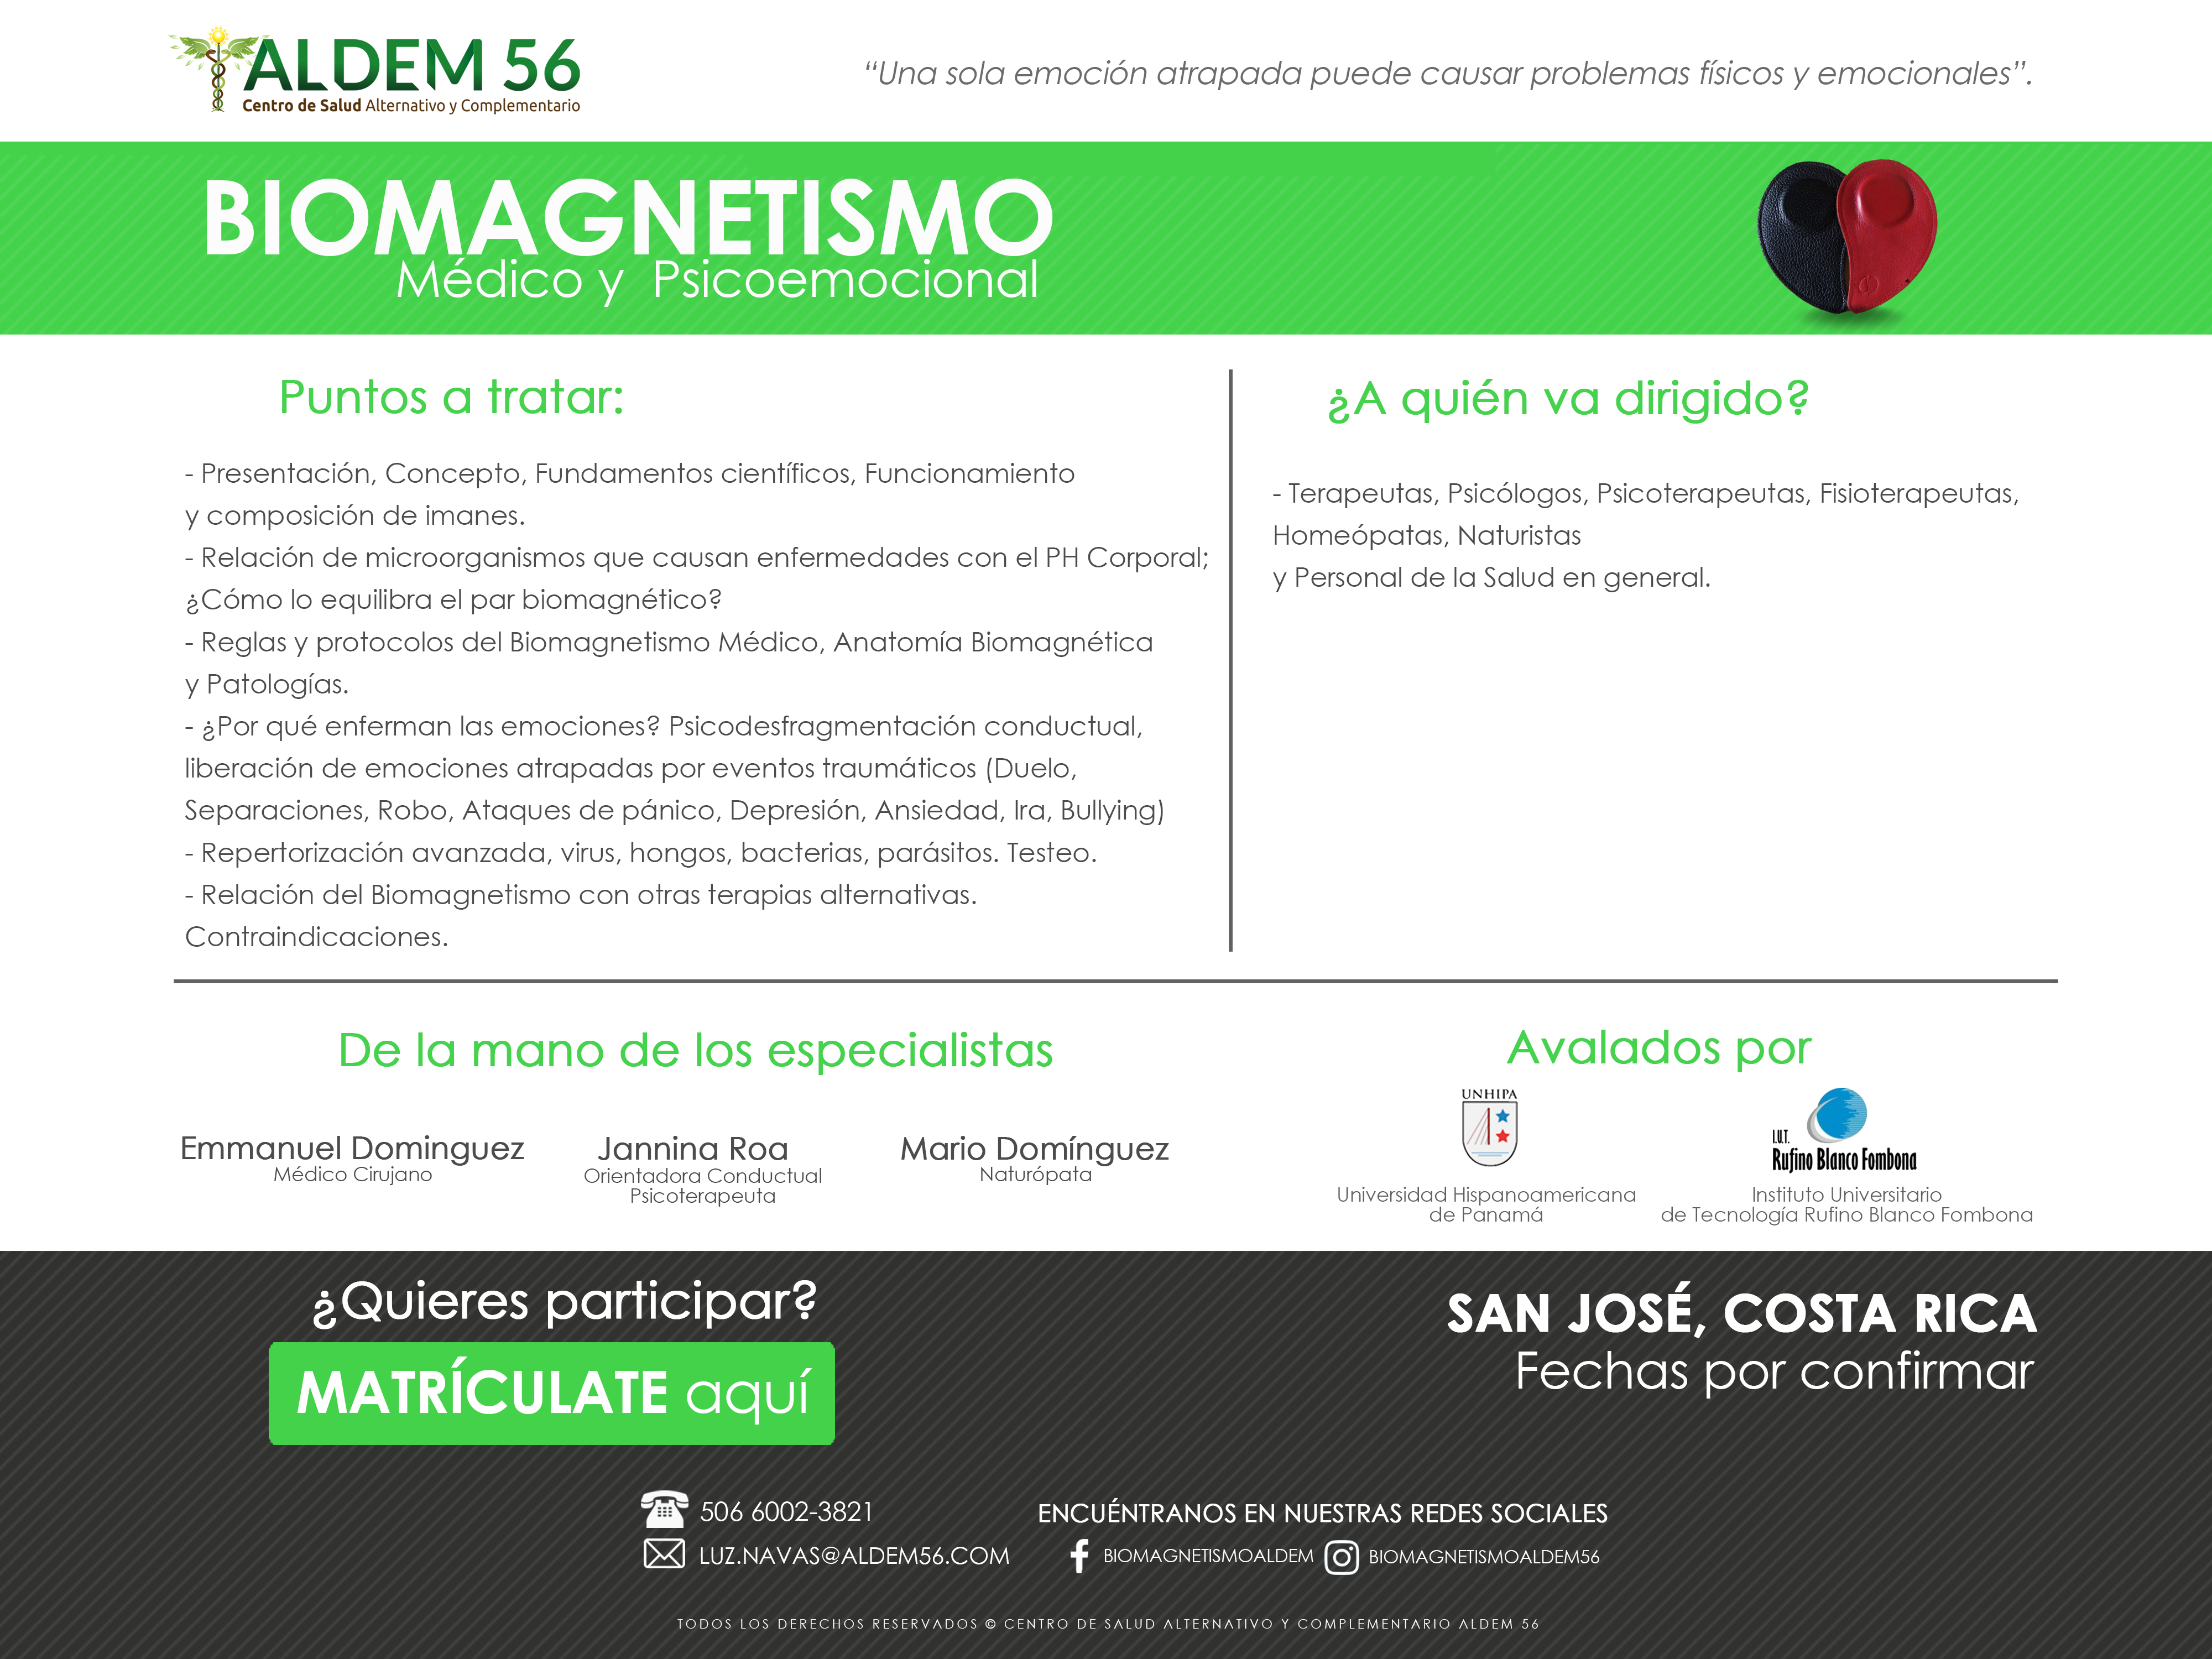 ALDEM 56
Centro de Salud Alternativo y Complementario
“Una sola emoción atrapada puede causar problemas físicos y emocionales”.
BIOMAGNETISMO
Médico y Psicoemocional
Puntos a tratar:
- Presentación, Concepto, Fundamentos científicos, Funcionamiento
y composición de imanes.
- Relación de microorganismos que causan enfermedades con el PH Corporal;
¿Cómo lo equilibra el par biomagnético?
- Reglas y protocolos del Biomagnetismo Médico, Anatomía Biomagnética
y Patologías.
- ¿Por qué enferman las emociones? Psicodesfragmentación conductual,
liberación de emociones atrapadas por eventos traumáticos (Duelo,
Separaciones, Robo, Ataques de pánico, Depresión, Ansiedad, Ira, Bullying)
- Repertorización avanzada, virus, hongos, bacterias, parásitos. Testeo.
- Relación del Biomagnetismo con otras terapias alternativas.
Contraindicaciones.
¿A quién va dirigido?
- Terapeutas, Psicólogos, Psicoterapeutas, Fisioterapeutas,
Homeópatas, Naturistas
y Personal de la Salud en general.
De la mano de los especialistas
Emmanuel Dominguez
Médico Cirujano
Jannina Roa
Orientadora Conductual
Psicoterapeuta
Mario Domínguez
Naturópata
Avalados por
UNHIPA
Universidad Hispanoamericana
de Panamá
I.U.T.
Rufino Blanco Fombona
Instituto Universitario
de Tecnología Rufino Blanco Fombona
¿Quieres participar?
MATRÍCULATE aquí
SAN JOSÉ, COSTA RICA
Fechas por confirmar
506 6002-3821
LUZ.NAVAS@ALDEM56.COM
ENCUÉNTRANOS EN NUESTRAS REDES SOCIALES
BIOMAGNETISMOALDEM
BIOMAGNETISMOALDEM56
TODOS LOS DERECHOS RESERVADOS © CENTRO DE SALUD ALTERNATIVO Y COMPLEMENTARIO ALDEM 56